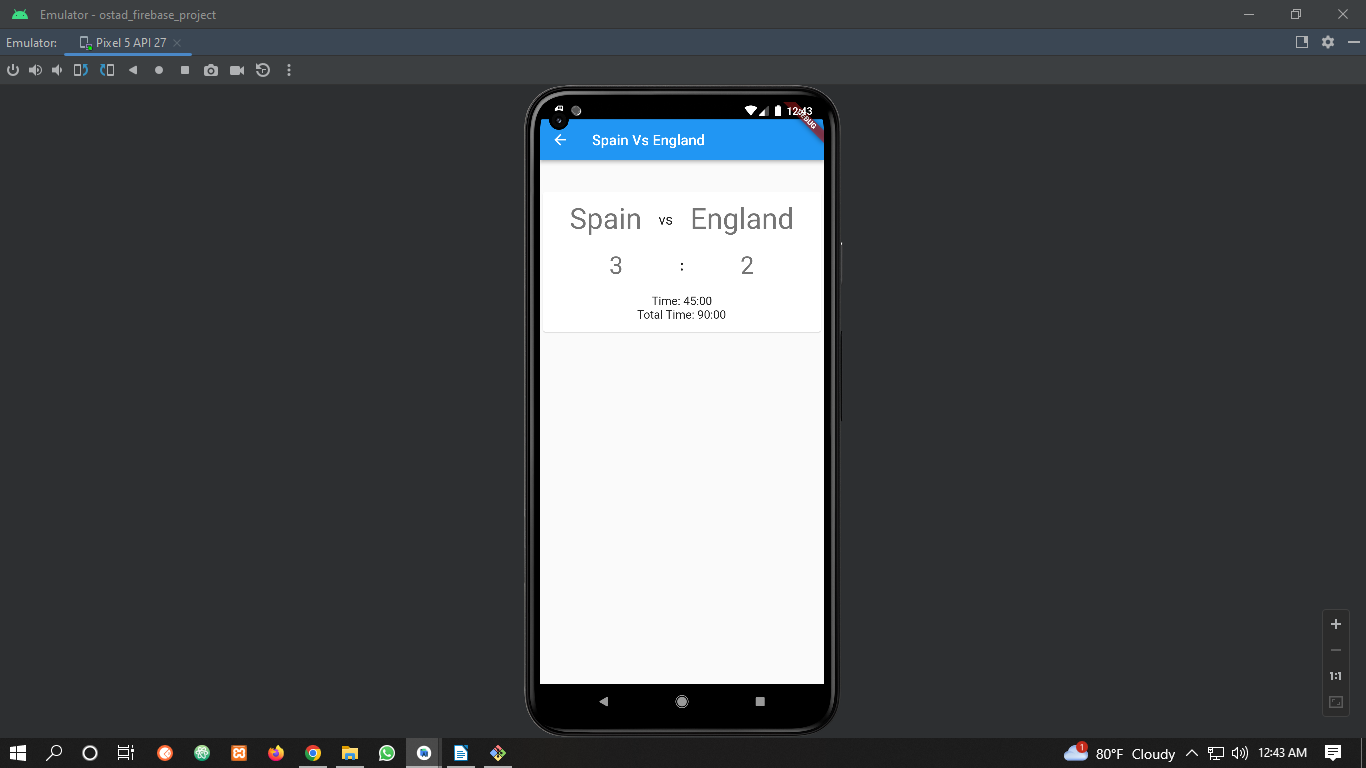 Emulator - ostad_firebase_project
Emulator: Pixel 5 API 27
12:43
DEBUG
Spain Vs England
Spain vs England
3 : 2
Time: 45:00
Total Time: 90:00
1:1
1 80°F Cloudy 12:43 AM